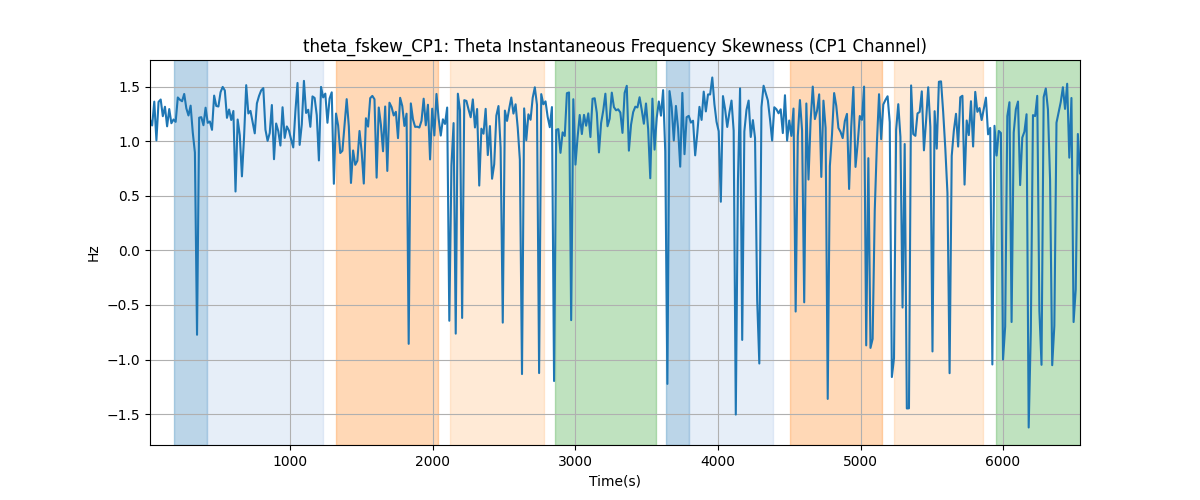 theta_fskew_CP1: Theta Instantaneous Frequency Skewness (CP1 Channel)
1.5
1.0
0.5
0.0
−0.5
−1.0
−1.5
Hz
1000 2000 3000 4000 5000 6000
Time(s)